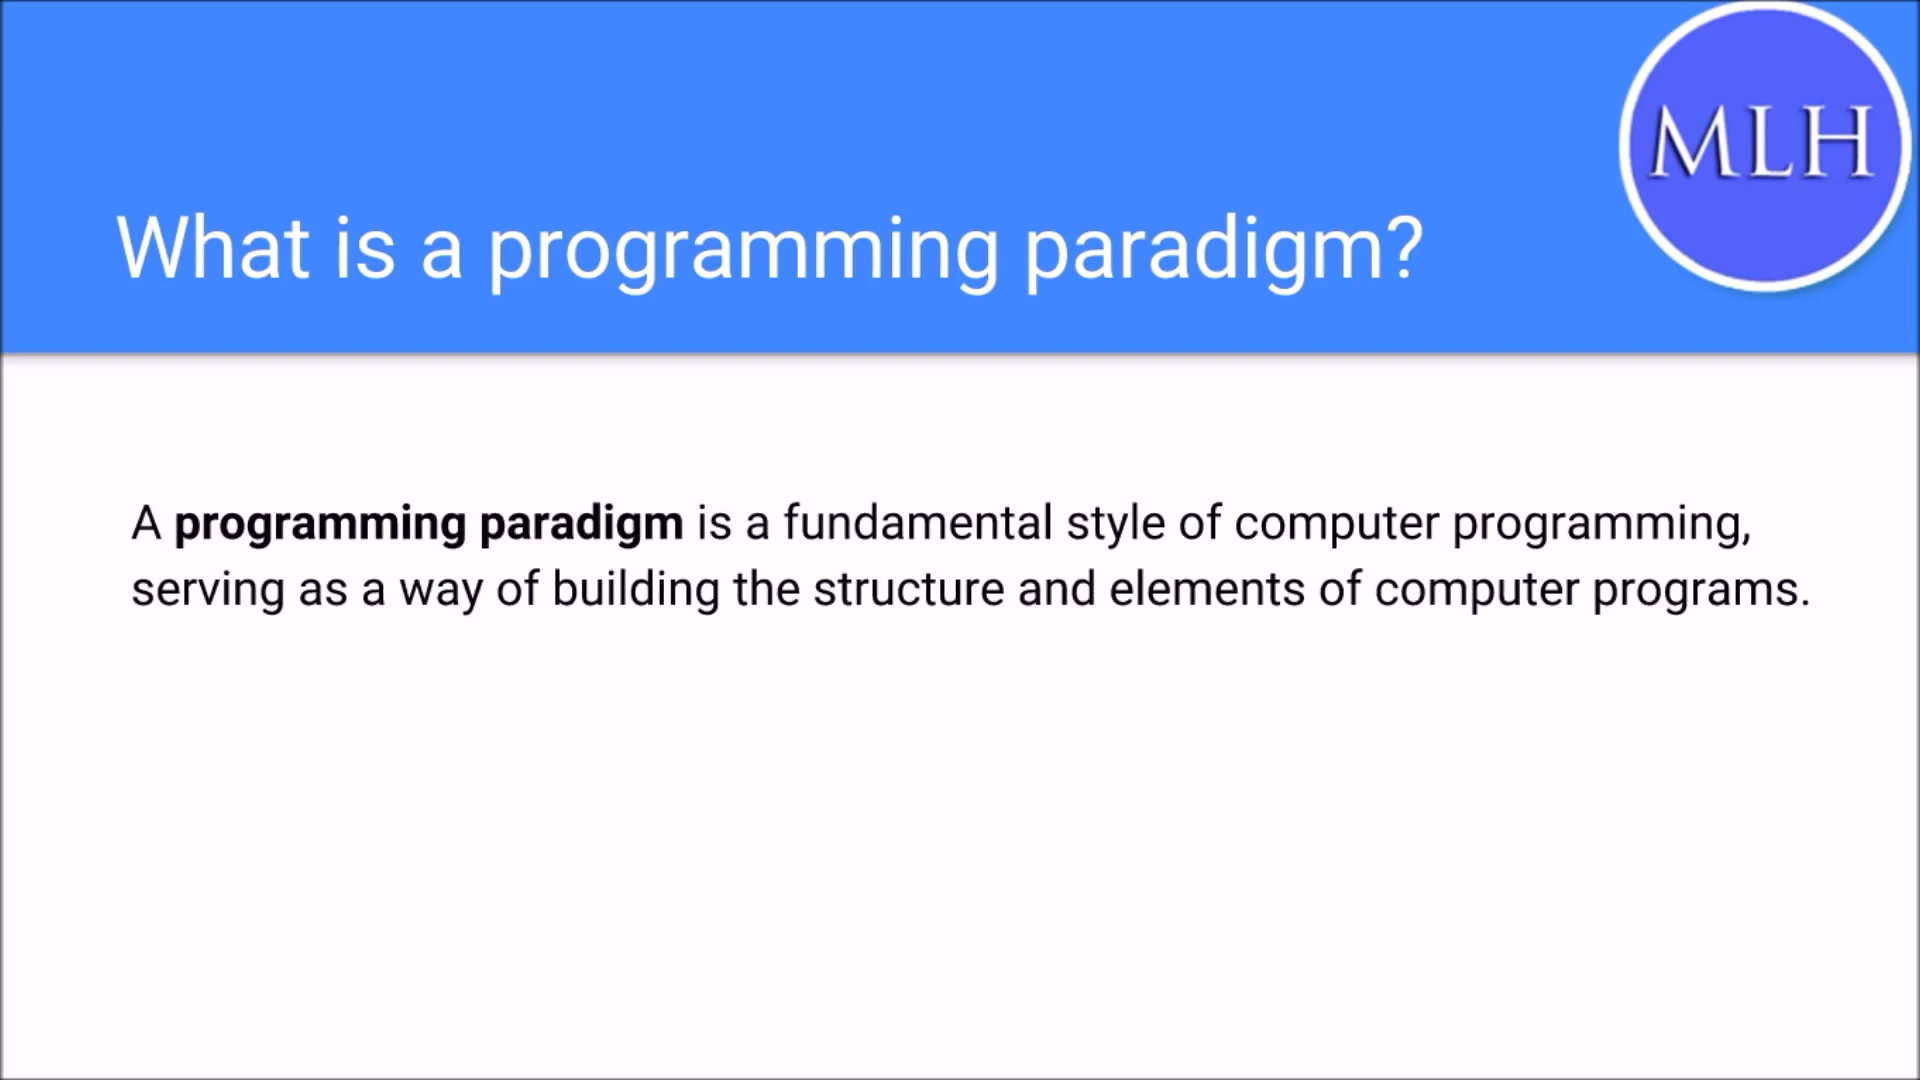 MLH
What is a programming paradigm?
A programming paradigm is a fundamental style of computer programming,
serving as a way of building the structure and elements of computer programs.